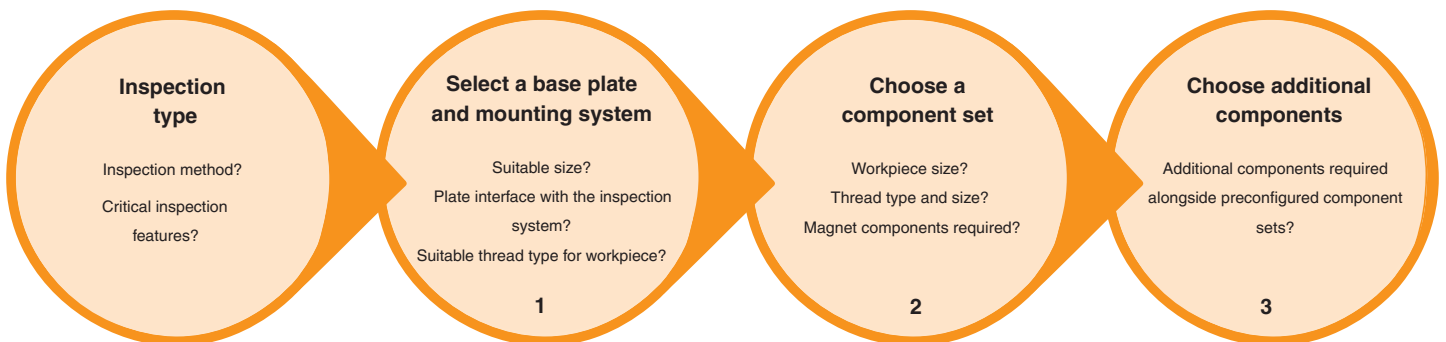 Inspection
type
Inspection method?
Critical inspection
features?
Select a base plate
and mounting system
Suitable size?
Plate interface with the inspection
system?
Suitable thread type for workpiece?
1
Choose a
component set
Workpiece size?
Thread type and size?
Magnet components required?
2
Choose additional
components
Additional components required
alongside preconfigured component
sets?
3